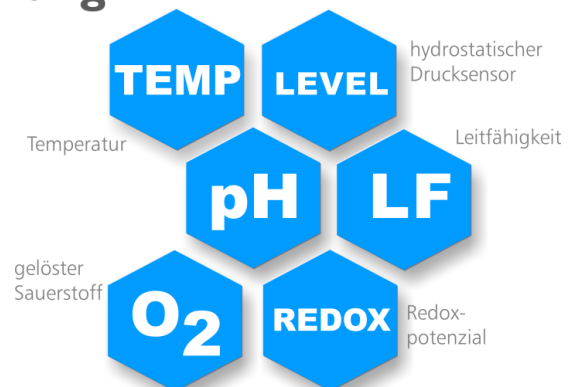 TEMP
LEVEL
hydrostatischer
Drucksensor
Temperatur
Leitfähigkeit
pH
LF
gelöster
Sauerstoff
O2
REDOX
Redox-
potenzial